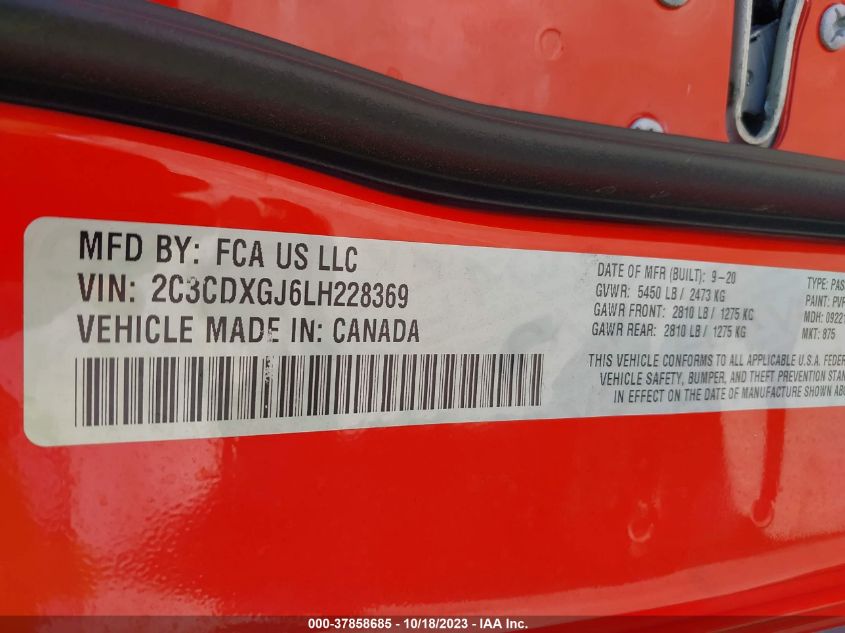 MFD BY: FCA US LLC
VIN: 2C3CDXGJ6LH228369
VEHICLE MADE IN: CANADA
DATE OF MFR (BUILT): 9-20
GVWR: 5450 LB / 2473 KG
GAWR FRONT: 2810 LB / 1275 KG
GAWR REAR: 2810 LB / 1275 KG
TYPE: PAS
PAINT: PVR
MDH: 0922
MKT: 875
THIS VEHICLE CONFORMS TO ALL APPLICABLE U.S.A. FEDER
VEHICLE SAFETY, BUMPER, AND THEFT PREVENTION STAN
IN EFFECT ON THE DATE OF MANUFACTURE SHOWN ABO
000-37858685 - 10/18/2023 - IAA Inc.